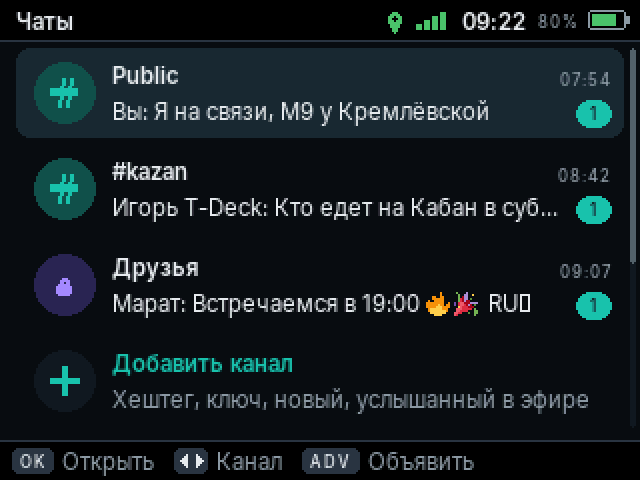 Чаты 09:22 80%
Public 07:54
Вы: Я на связи, М9 у Кремлёвской 1
#kazan 08:42
Игорь T-Deck: Кто едет на Кабан в суб... 1
Друзья 09:07
Марат: Встречаемся в 19:00 🔥🎉 RU▯ 1
Добавить канал
Хештег, ключ, новый, услышанный в эфире
OK Открыть ◀▶ Канал ADV Объявить